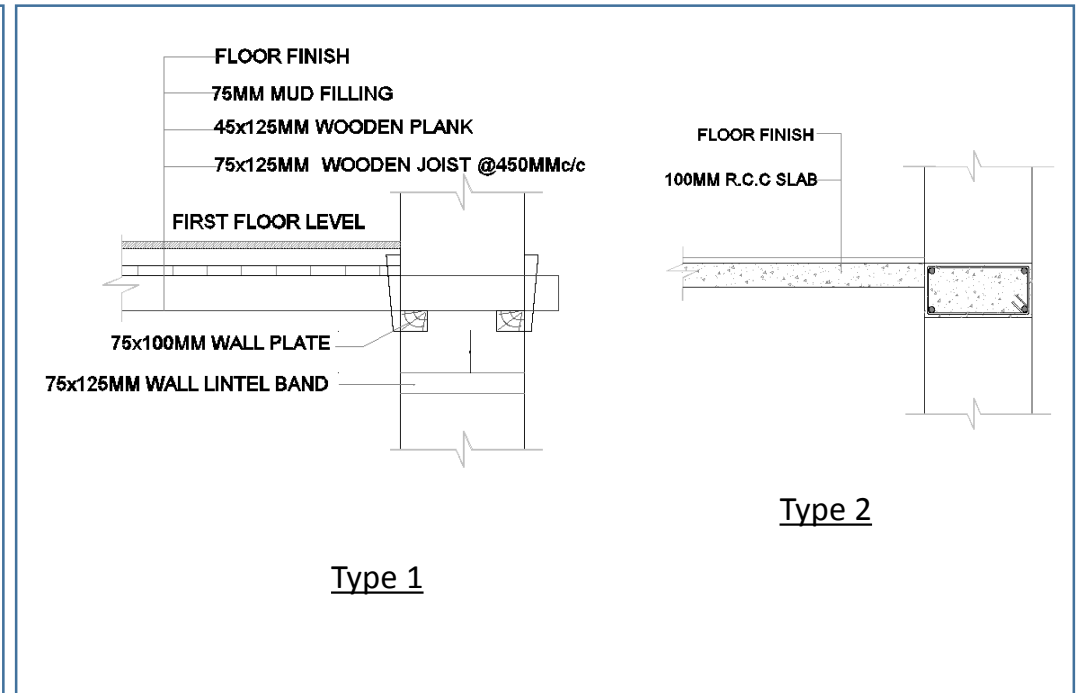 FLOOR FINISH
75MM MUD FILLING
45x125MM WOODEN PLANK
75x125MM WOODEN JOIST @450MMc/c
FIRST FLOOR LEVEL
75x100MM WALL PLATE
75x125MM WALL LINTEL BAND
Type 1
FLOOR FINISH
100MM R.C.C SLAB
Type 2